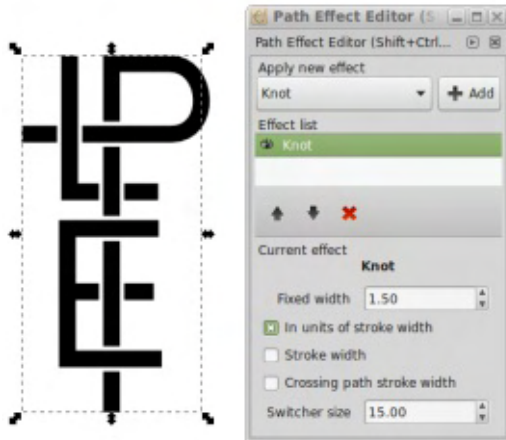 LPE
Path Effect Editor (S
Path Effect Editor (Shift+Ctrl...
Apply new effect
Knot
Add
Effect list
Knot
Current effect
Knot
Fixed width 1.50
In units of stroke width
Stroke width
Crossing path stroke width
Switcher size 15.00